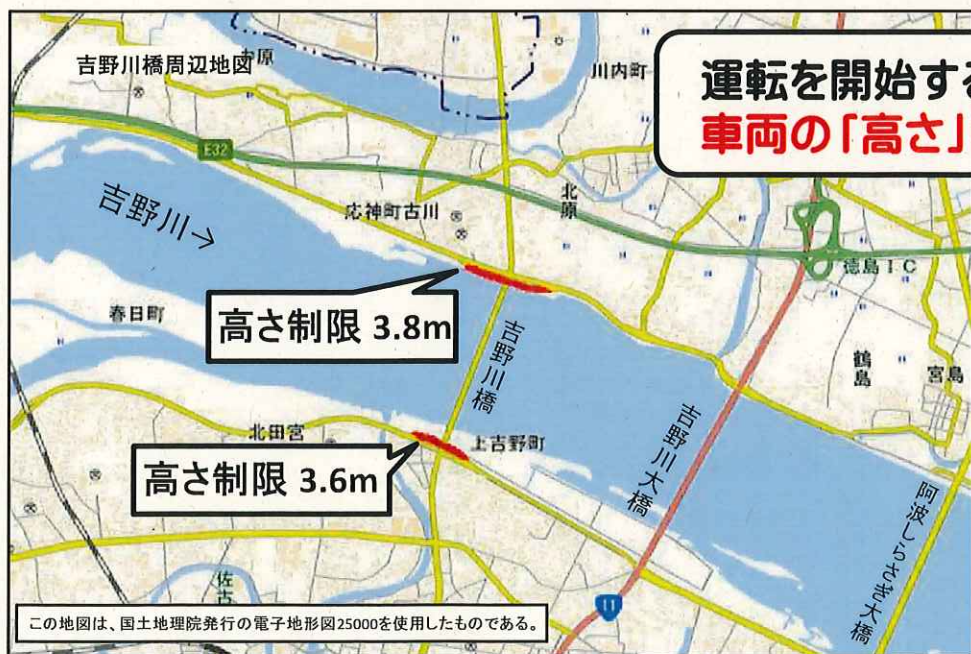 吉野川橋周辺地図
原
川内町
運転を開始する
車両の「高さ」
E32
吉野川→
応神町古川
北原
徳島IC
春日町
高さ制限 3.8m
吉野川橋
鶴島
宮島
北田宮
上吉野町
高さ制限 3.6m
吉野川大橋
阿波しらさぎ大橋
佐古
11
この地図は、国土地理院発行の電子地形図25000を使用したものである。